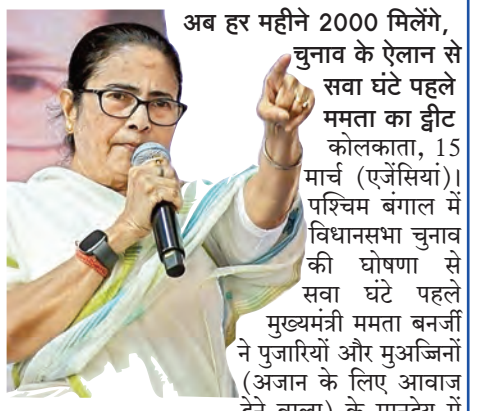 अब हर महीने 2000 मिलेंगे,
चुनाव के ऐलान से
सवा घंटे पहले
ममता का ट्वीट
कोलकाता, 15
मार्च (एजेंसियां)।
पश्चिम बंगाल में
विधानसभा चुनाव
की घोषणा से
सवा घंटे पहले
मुख्यमंत्री ममता बनर्जी
ने पुजारियों और मुअज्जिनों
(अजान के लिए आवाज
देने वाला) के मानदेय में